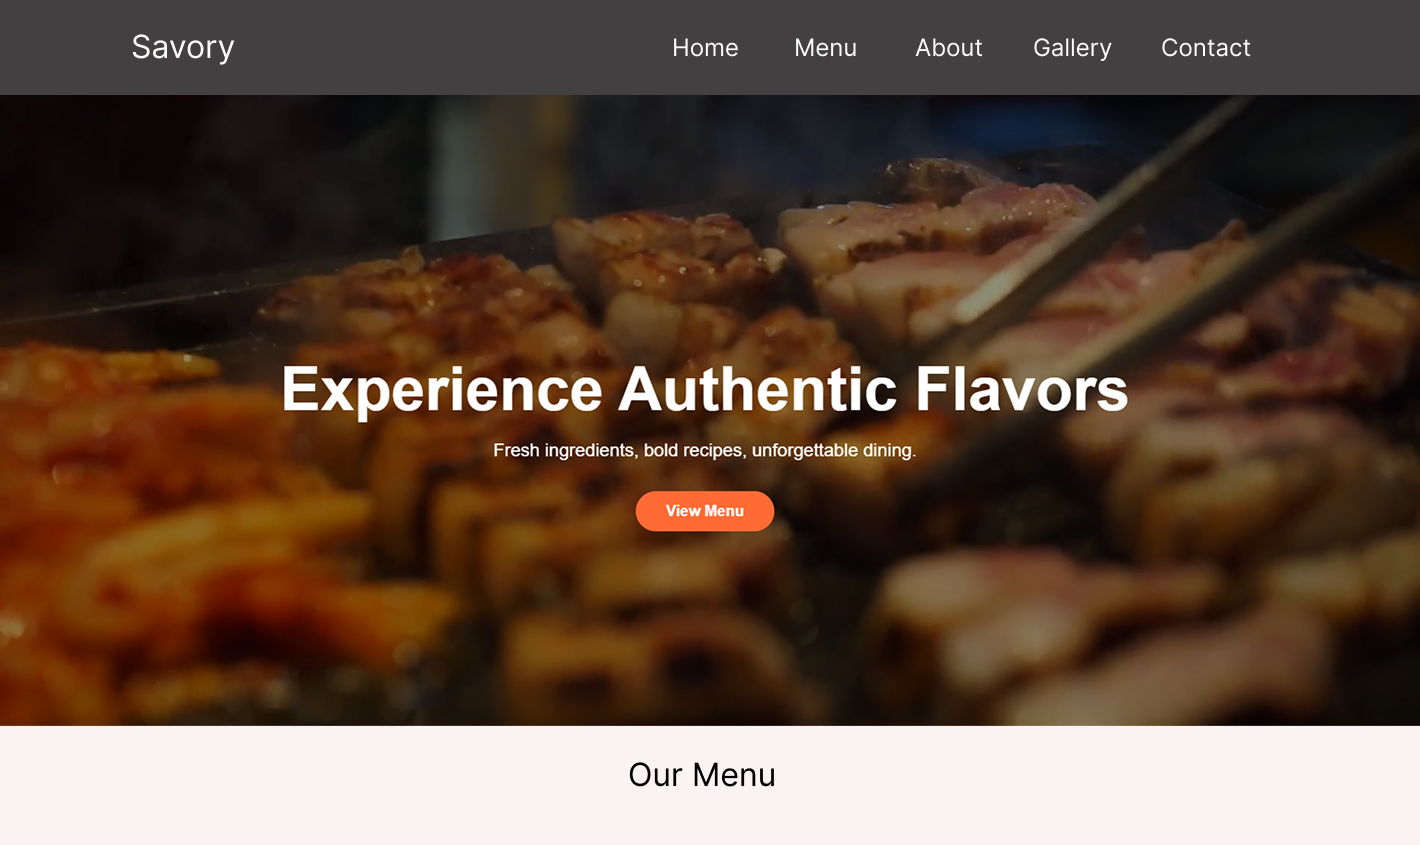 Savory
Home Menu About Gallery Contact
Experience Authentic Flavors
Fresh ingredients, bold recipes, unforgettable dining.
View Menu
Our Menu